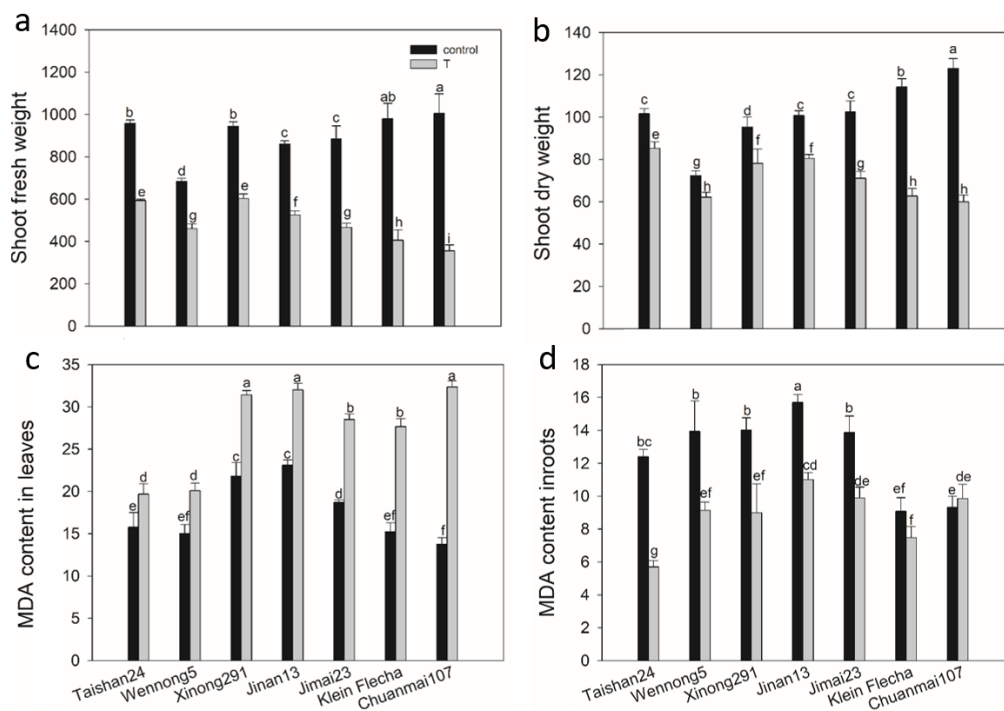 a
Shoot fresh weight
1400
1200
1000
800
600
400
200
0
control
T
b e d g b e c f c g ab h a i
b
Shoot dry weight
140
120
100
80
60
40
20
0
c e g h d f c f c g b h a h
c
MDA content in leaves
35
30
25
20
15
10
5
0
e d ef d c a c a d b ef b f a
Taishan24
Wennong5
Xinong291
Jinan13
Jimai23
Klein Flecha
Chuanmai107
d
MDA content inroots
18
16
14
12
10
8
6
4
2
0
bc g b ef b ef a cd b de ef f e de
Taishan24
Wennong5
Xinong291
Jinan13
Jimai23
Klein Flecha
Chuanmai107